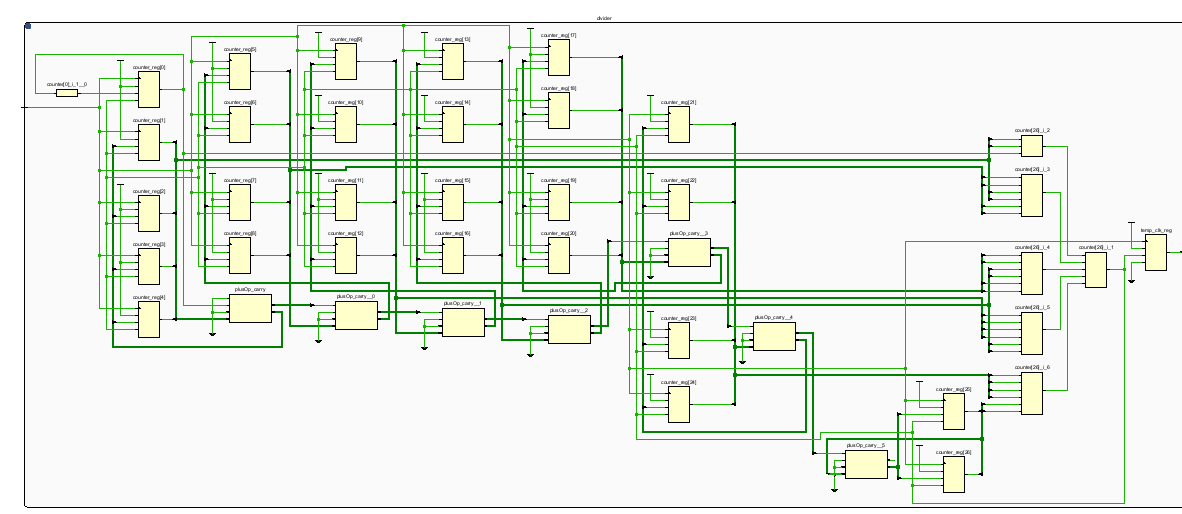 divider
counter_reg[17]
counter_reg[5]
counter_reg[9]
counter_reg[13]
counter_reg[0]
counter[0]_i_1__0
counter_reg[18]
counter_reg[6]
counter_reg[10]
counter_reg[14]
counter_reg[21]
counter_reg[1]
counter[26]_i_2
counter[26]_i_3
counter_reg[7]
counter_reg[11]
counter_reg[15]
counter_reg[19]
counter_reg[22]
counter_reg[2]
temp_clk_reg
plusOp_carry__3
counter_reg[8]
counter_reg[12]
counter_reg[16]
counter_reg[20]
counter_reg[3]
counter[26]_i_4
counter[26]_i_1
plusOp_carry
plusOp_carry__0
counter_reg[4]
plusOp_carry__1
plusOp_carry__2
counter[26]_i_5
counter_reg[23]
plusOp_carry__4
counter[26]_i_6
counter_reg[24]
counter_reg[25]
plusOp_carry__5
counter_reg[26]